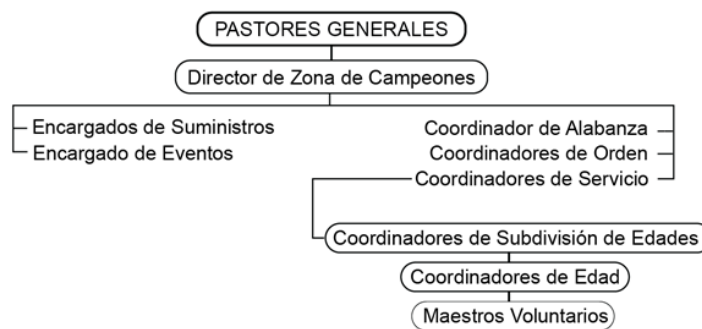 PASTORES GENERALES
Director de Zona de Campeones
Encargados de Suministros
Encargado de Eventos
Coordinador de Alabanza
Coordinadores de Orden
Coordinadores de Servicio
Coordinadores de Subdivisión de Edades
Coordinadores de Edad
Maestros Voluntarios